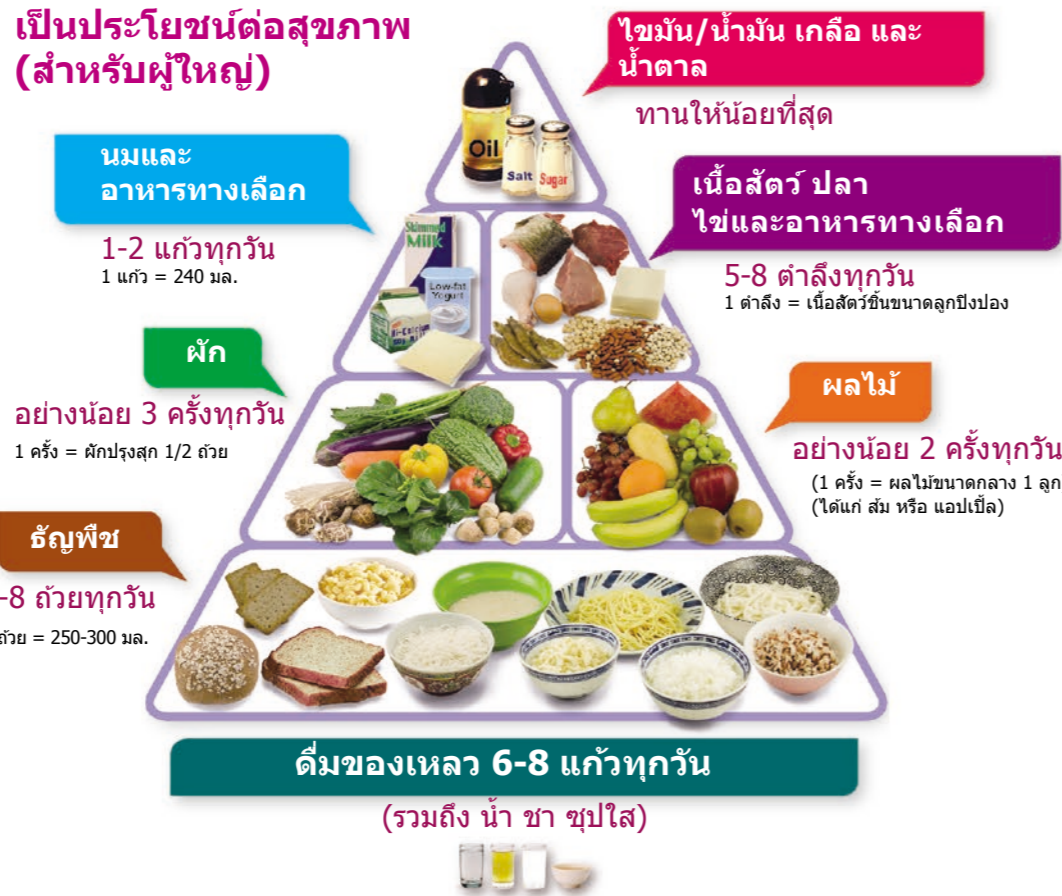 เป็นประโยชน์ต่อสุขภาพ
(สำหรับผู้ใหญ่)
ไขมัน/น้ำมัน เกลือ และ
น้ำตาล
ทานให้น้อยที่สุด
Oil
Salt
Sugar
นมและ
อาหารทางเลือก
1-2 แก้วทุกวัน
1 แก้ว = 240 มล.
Skimmed
Milk
Low-fat
Yogurt
Hi-Calcium
Soy Milk
เนื้อสัตว์ ปลา
ไข่และอาหารทางเลือก
5-8 ตำลึงทุกวัน
1 ตำลึง = เนื้อสัตว์ชิ้นขนาดลูกปิงปอง
ผัก
อย่างน้อย 3 ครั้งทุกวัน
1 ครั้ง = ผักปรุงสุก 1/2 ถ้วย
ผลไม้
อย่างน้อย 2 ครั้งทุกวัน
(1 ครั้ง = ผลไม้ขนาดกลาง 1 ลูก
(ได้แก่ ส้ม หรือ แอปเปิ้ล)
ธัญพืช
-8 ถ้วยทุกวัน
ถ้วย = 250-300 มล.
ดื่มของเหลว 6-8 แก้วทุกวัน
(รวมถึง น้ำ ชา ซุปใส)